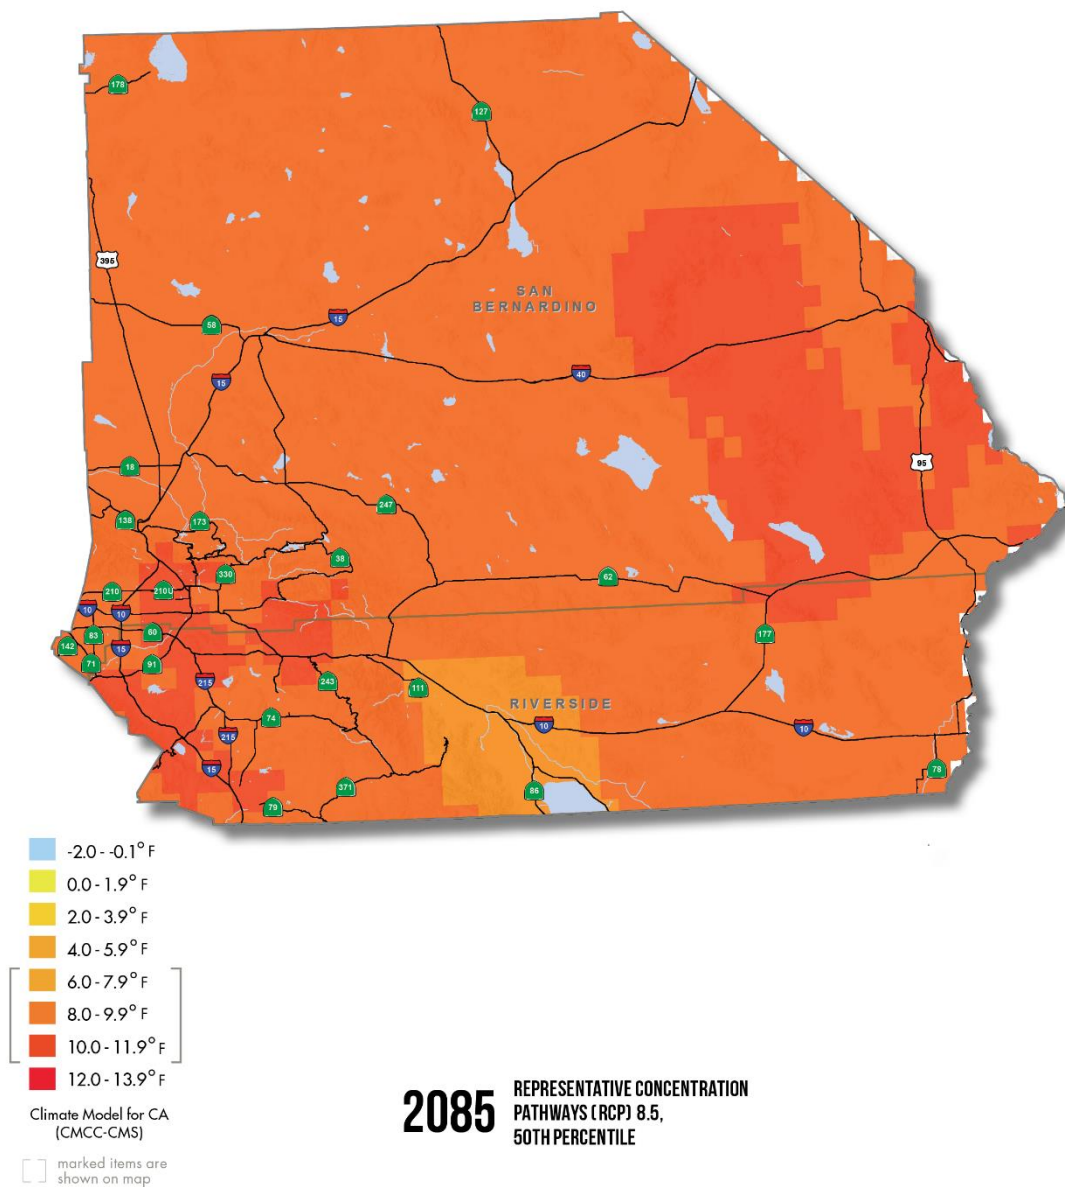 178
127
395
SAN
BERNARDINO
58
15
15
40
18
95
247
138
173
38
330
62
210
210U
10
10
83
60
177
142
15
71
91
215
243
111
RIVERSIDE
74
10
10
215
15
78
371
86
79
-2.0 - -0.1° F
0.0 - 1.9° F
2.0 - 3.9° F
4.0 - 5.9° F
6.0 - 7.9° F
8.0 - 9.9° F
10.0 - 11.9° F
12.0 - 13.9° F
Climate Model for CA
(CMCC-CMS)
marked items are
shown on map
2085
REPRESENTATIVE CONCENTRATION
PATHWAYS (RCP) 8.5,
50TH PERCENTILE